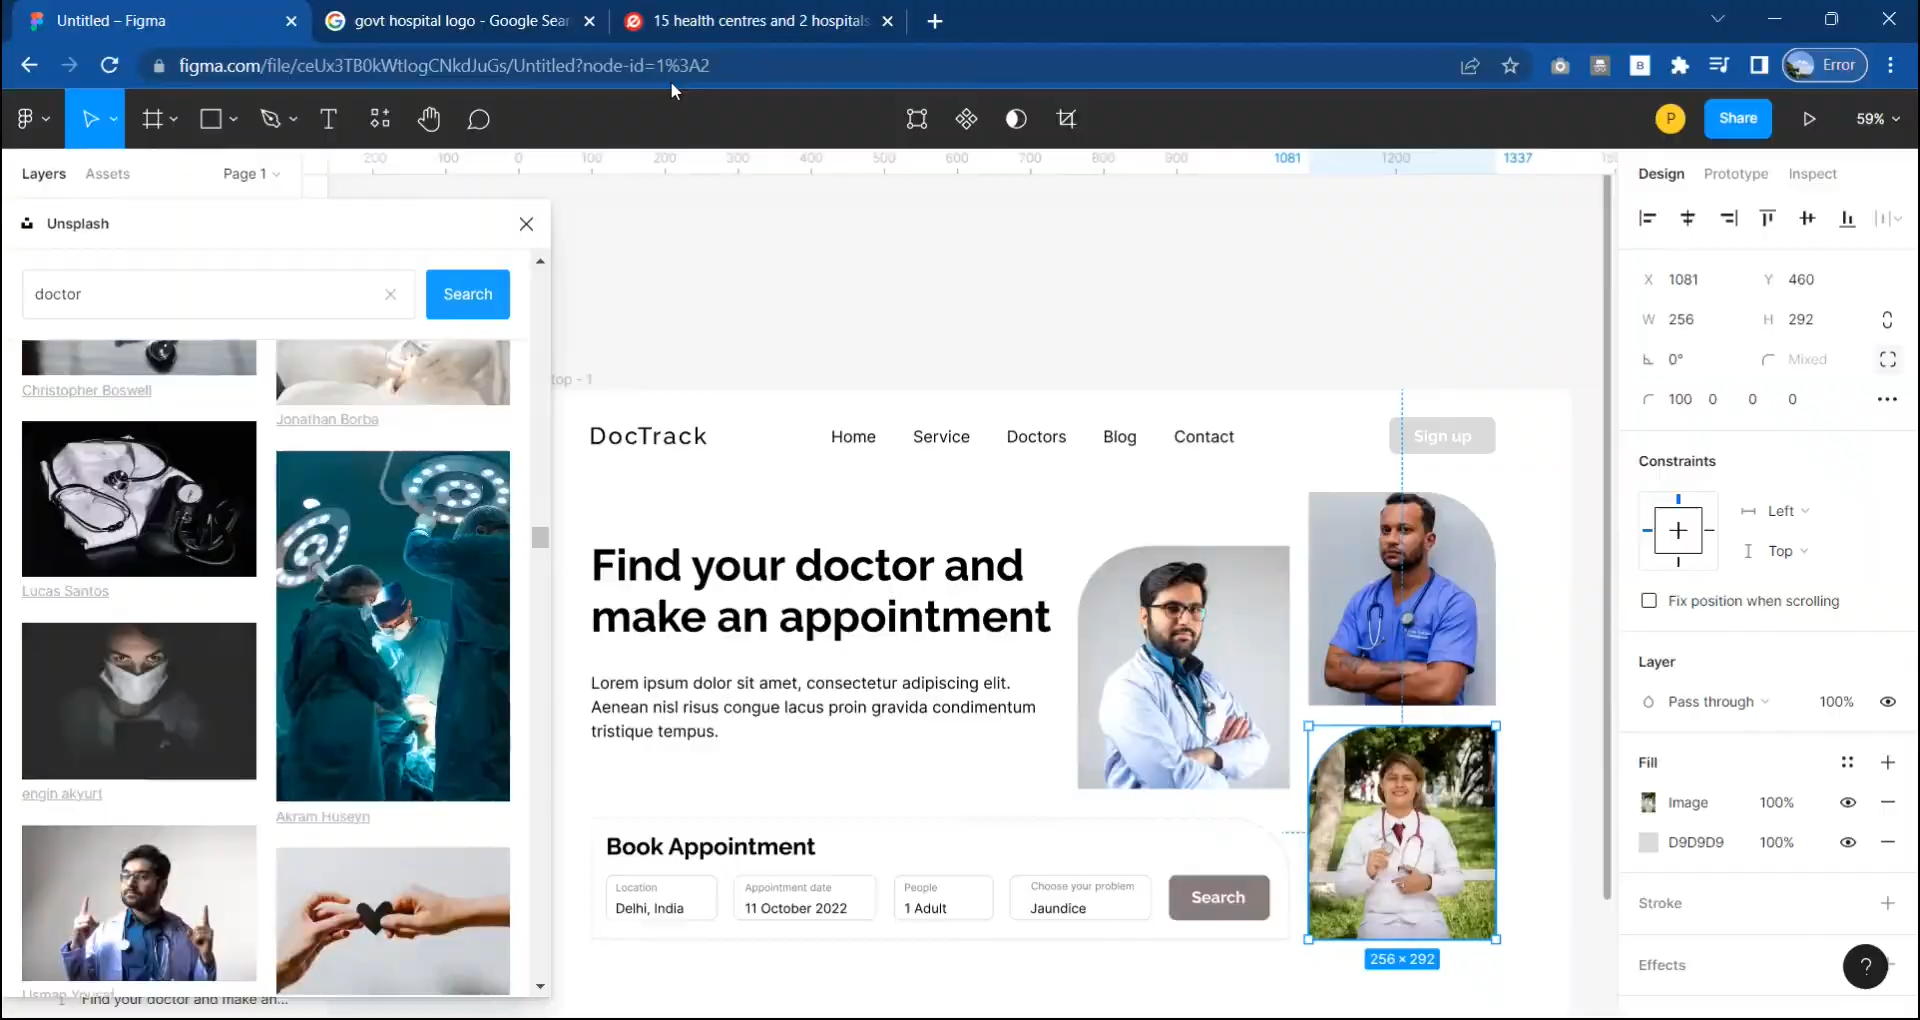 Untitled – Figma
govt hospital logo - Google Sear
15 health centres and 2 hospitals
figma.com/file/ceUx3TB0kWtIogCNkdJuGs/Untitled?node-id=1%3A2
B
Error
T
P
Share
59%
Layers
Assets
Page 1
200
100
0
100
200
300
400
500
600
700
800
900
1081
1200
1337
Design
Prototype
Inspect
Unsplash
doctor
Search
Christopher Boswell
Jonathan Borba
Lucas Santos
engin akyurt
Akram Huseyn
Usman Yousaf
Find your doctor and make an...
top - 1
DocTrack
Home
Service
Doctors
Blog
Contact
Sign up
Find your doctor and
make an appointment
Lorem ipsum dolor sit amet, consectetur adipiscing elit.
Aenean nisl risus congue lacus proin gravida condimentum
tristique tempus.
Book Appointment
Location
Delhi, India
Appointment date
11 October 2022
People
1 Adult
Choose your problem
Jaundice
Search
256 × 292
X 1081
Y 460
W 256
H 292
0°
Mixed
100 0 0 0
Constraints
Left
Top
Fix position when scrolling
Layer
Pass through
100%
Fill
Image 100%
D9D9D9 100%
Stroke
Effects
?